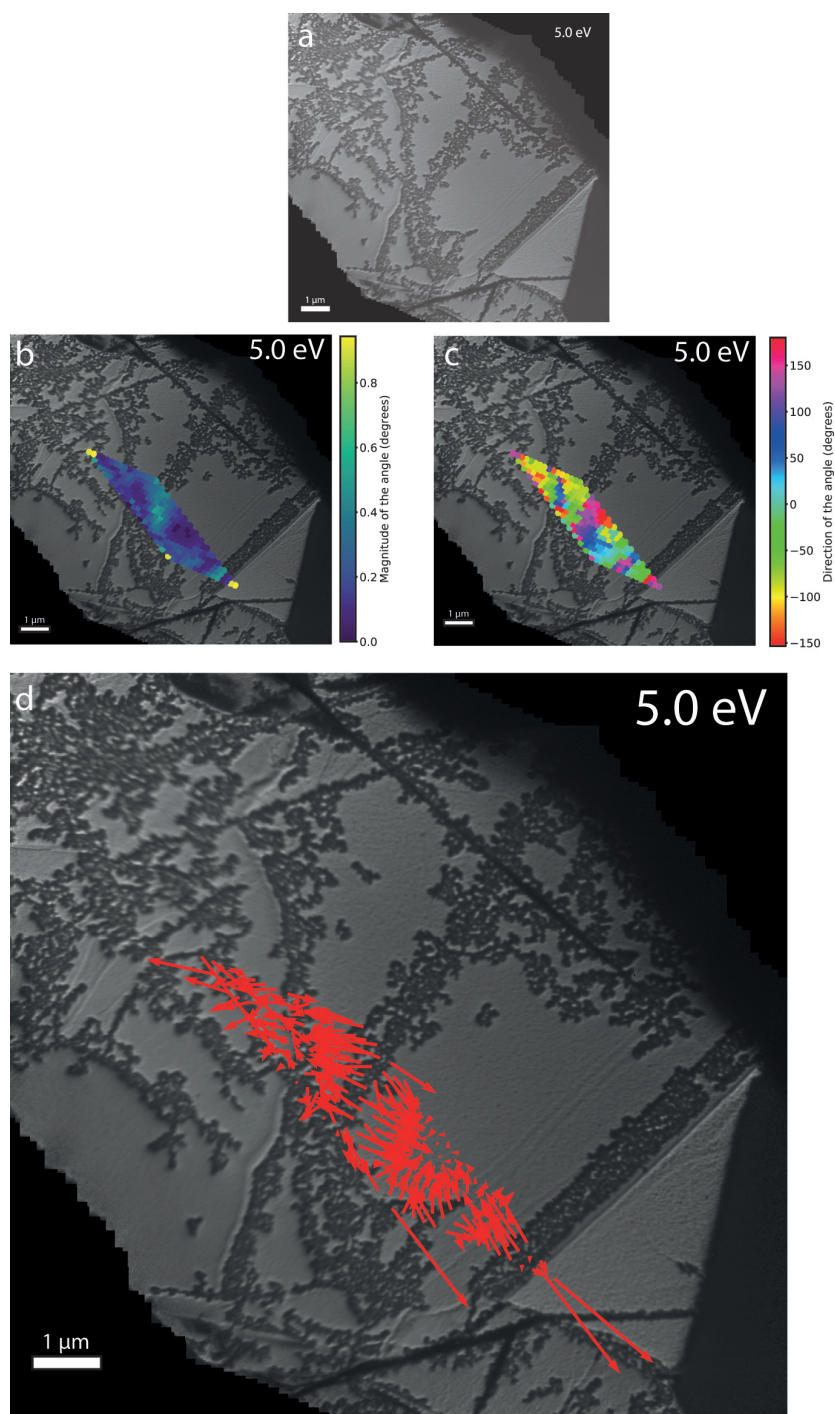 a
5.0 eV
1 μm
b
5.0 eV
1 μm
0.8
0.6
0.4
0.2
0.0
Magnitude of the angle (degrees)
c
5.0 eV
1 μm
150
100
50
0
−50
−100
−150
Direction of the angle (degrees)
d
5.0 eV
1 μm